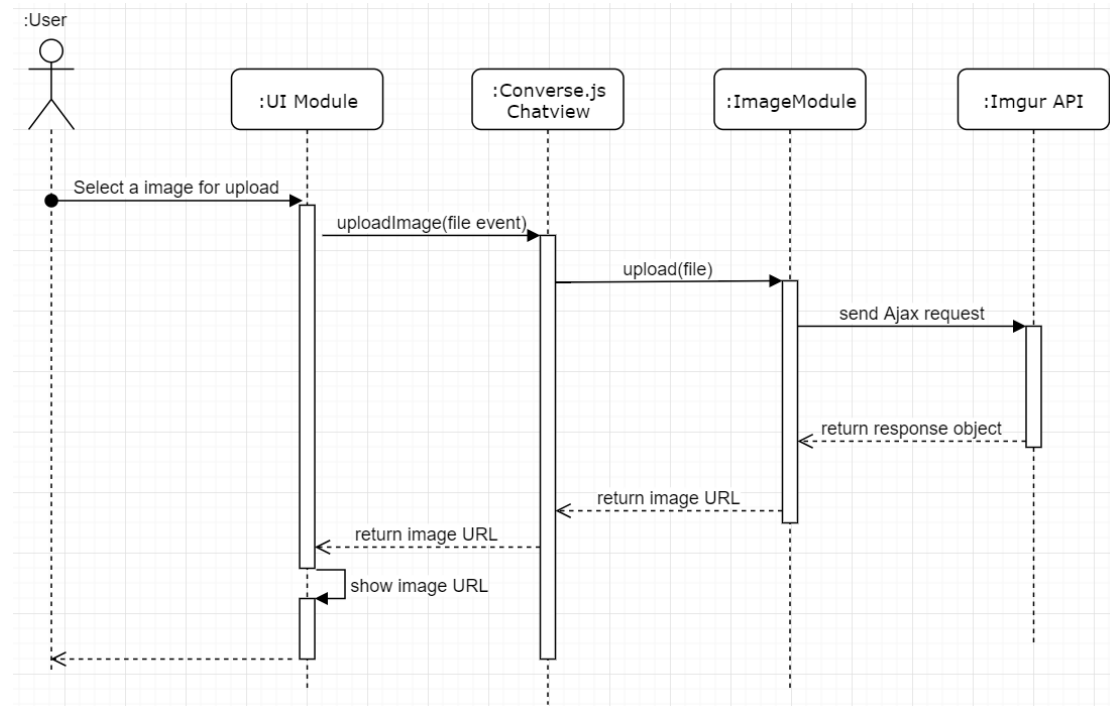 :User
:UI Module
:Converse.js
Chatview
:ImageModule
:Imgur API
Select a image for upload
uploadImage(file event)
upload(file)
send Ajax request
return response object
return image URL
return image URL
show image URL